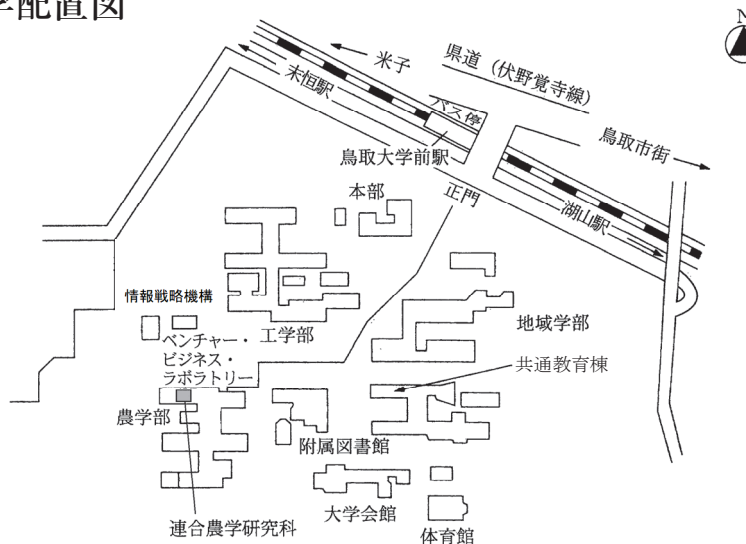 学配置図
N
米子
県道（伏野覚寺線）
末恒駅
バス停
鳥取市街
鳥取大学前駅
本部
正門
湖山駅
情報戦略機構
工学部
地域学部
ベンチャー・
ビジネス・
ラボラトリー
共通教育棟
農学部
附属図書館
大学会館
連合農学研究科
体育館